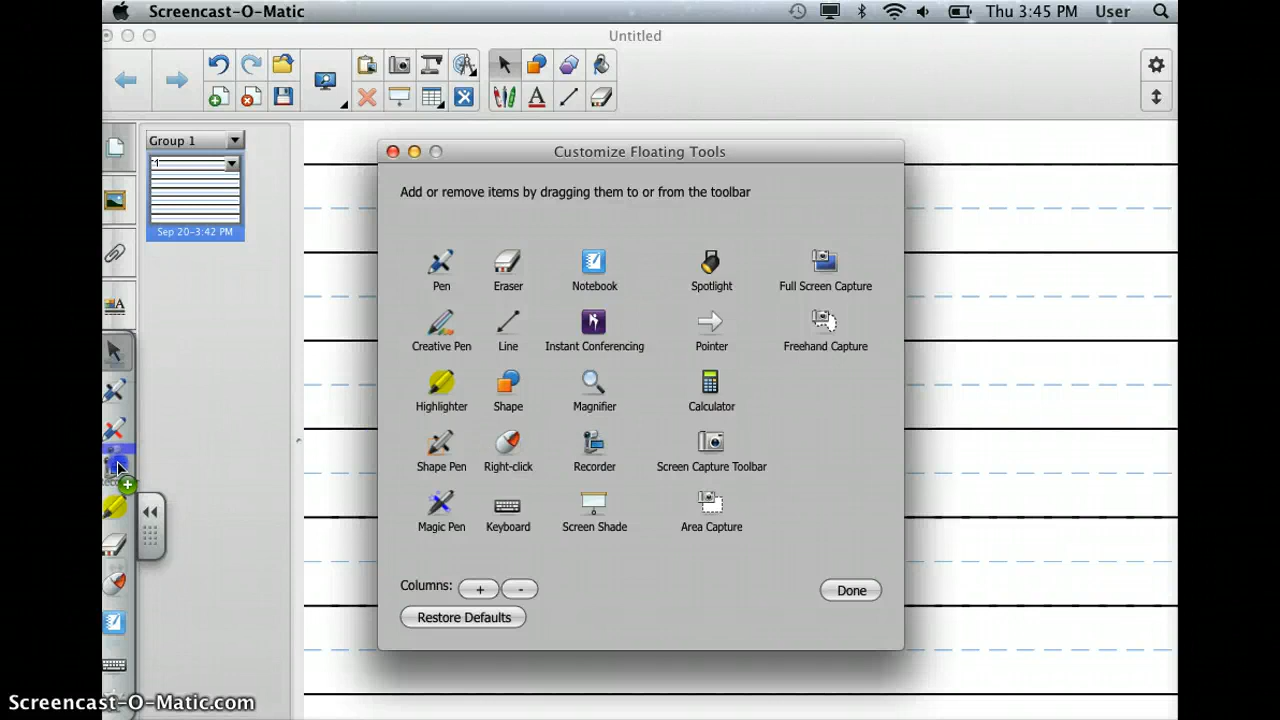 Screencast-O-Matic
Thu 3:45 PM User
Untitled
Group 1
Sep 20-3:42 PM
Customize Floating Tools
Add or remove items by dragging them to or from the toolbar
Pen Eraser Notebook Spotlight Full Screen Capture
Creative Pen Line Instant Conferencing Pointer Freehand Capture
Highlighter Shape Magnifier Calculator
Shape Pen Right-click Recorder Screen Capture Toolbar
Magic Pen Keyboard Screen Shade Area Capture
Columns: + -
Done
Restore Defaults
Screencast-O-Matic.com